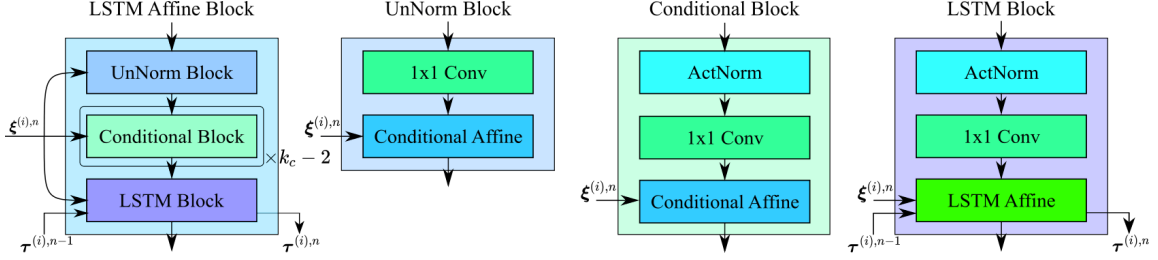 LSTM Affine Block
UnNorm Block
Conditional Block
× k_c − 2
LSTM Block
ξ^{(i),n}
τ^{(i),n−1}
τ^{(i),n}
UnNorm Block
1x1 Conv
Conditional Affine
ξ^{(i),n}
Conditional Block
ActNorm
1x1 Conv
Conditional Affine
ξ^{(i),n}
LSTM Block
ActNorm
1x1 Conv
LSTM Affine
ξ^{(i),n}
τ^{(i),n−1}
τ^{(i),n}